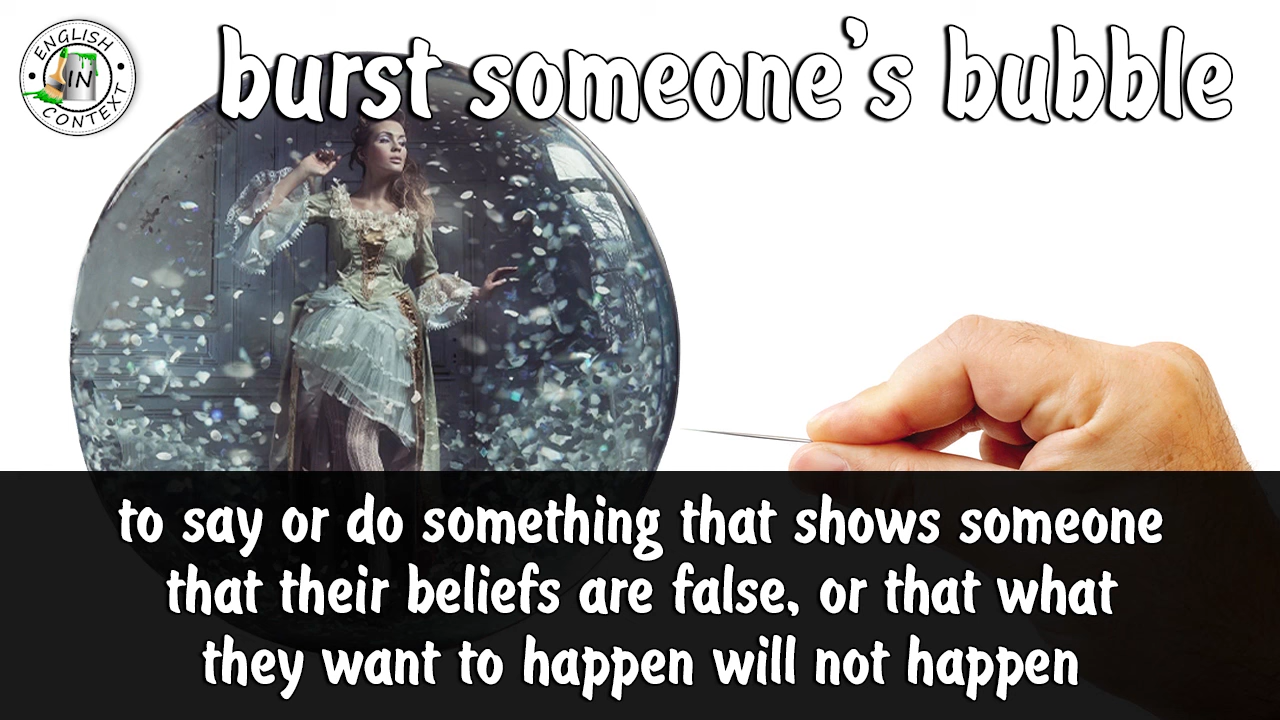 ENGLISH
IN
CONTEXT
burst someone's bubble
to say or do something that shows someone
that their beliefs are false, or that what
they want to happen will not happen